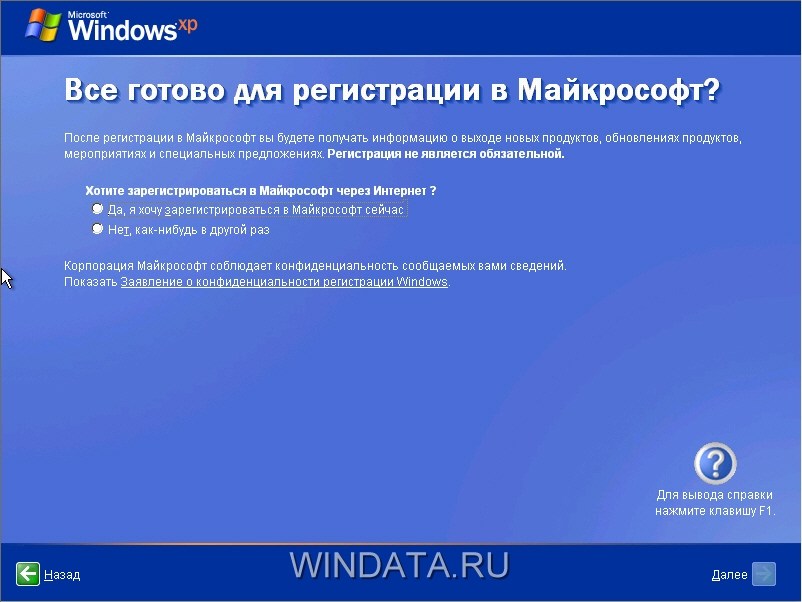 Microsoft
Windows xp
Все готово для регистрации в Майкрософт?
После регистрации в Майкрософт вы будете получать информацию о выходе новых продуктов, обновлениях продуктов,
мероприятиях и специальных предложениях. Регистрация не является обязательной.
Хотите зарегистрироваться в Майкрософт через Интернет ?
Да, я хочу зарегистрироваться в Майкрософт сейчас
Нет, как-нибудь в другой раз
Корпорация Майкрософт соблюдает конфиденциальность сообщаемых вами сведений.
Показать Заявление о конфиденциальности регистрации Windows.
?
Для вывода справки
нажмите клавишу F1.
Назад
WINDATA.RU
Далее